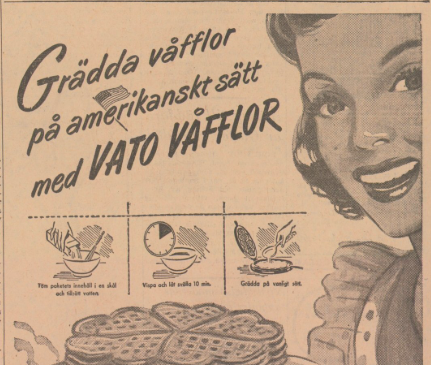 Grädda våfflor
på amerikanskt sätt
med VATO VÅFFLOR
Töm paketets innehåll i en skål
och tillsätt vatten.
Vispa och låt svälla 10 min.
Grädda på vanligt sätt.